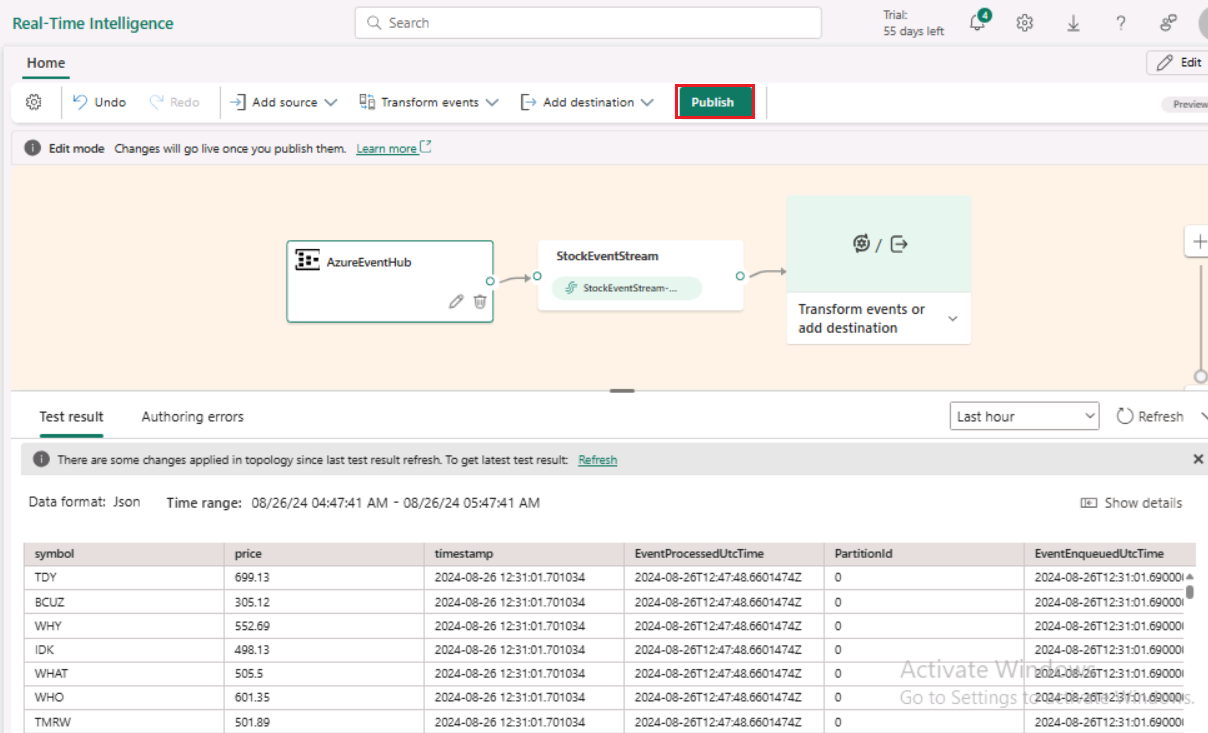 Real-Time Intelligence
Search
Trial:
55 days left
4
Home
Edit
Undo
Redo
Add source
Transform events
Add destination
Publish
Preview
Edit mode Changes will go live once you publish them. Learn more
AzureEventHub
StockEventStream
StockEventStream-...
/
Transform events or
add destination
Test result
Authoring errors
Last hour
Refresh
There are some changes applied in topology since last test result refresh. To get latest test result: Refresh
Data format: Json
Time range: 08/26/24 04:47:41 AM - 08/26/24 05:47:41 AM
Show details
symbol price timestamp EventProcessedUtcTime PartitionId EventEnqueuedUtcTime
TDY 699.13 2024-08-26 12:31:01.701034 2024-08-26T12:47:48.6601474Z 0 2024-08-26T12:31:01.69000
BCUZ 305.12 2024-08-26 12:31:01.701034 2024-08-26T12:47:48.6601474Z 0 2024-08-26T12:31:01.69000
WHY 552.69 2024-08-26 12:31:01.701034 2024-08-26T12:47:48.6601474Z 0 2024-08-26T12:31:01.69000
IDK 498.13 2024-08-26 12:31:01.701034 2024-08-26T12:47:48.6601474Z 0 2024-08-26T12:31:01.69000
WHAT 505.5 2024-08-26 12:31:01.701034 2024-08-26T12:47:48.6601474Z 0 2024-08-26T12:31:01.69000
WHO 601.35 2024-08-26 12:31:01.701034 2024-08-26T12:47:48.6601474Z 0 2024-08-26T12:31:01.69000
TMRW 501.89 2024-08-26 12:31:01.701034 2024-08-26T12:47:48.6601474Z 0 2024-08-26T12:31:01.69000
Activate Windows
Go to Settings to activate Windows.